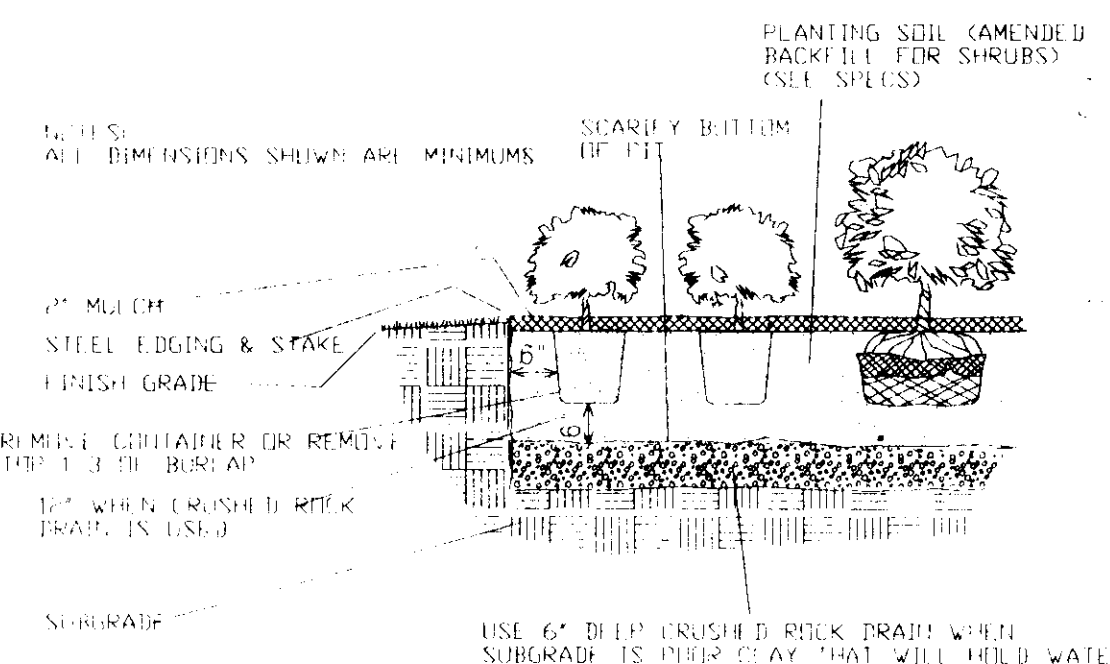 PLANTING SOIL (AMENDED
BACKFILL FOR SHRUBS)
(SEE SPECS)
NOTES:
ALL DIMENSIONS SHOWN ARE MINIMUMS
SCARIFY BOTTOM
OF PIT
2" MULCH
STEEL EDGING & STAKE
FINISH GRADE
6"
6"
REMOVE CONTAINER OR REMOVE
TOP 1/3 OF BURLAP
12" WHEN CRUSHED ROCK
DRAIN IS USED
SUBGRADE
USE 6" DEEP CRUSHED ROCK DRAIN WHEN
SUBGRADE IS POOR CLAY THAT WILL HOLD WATE